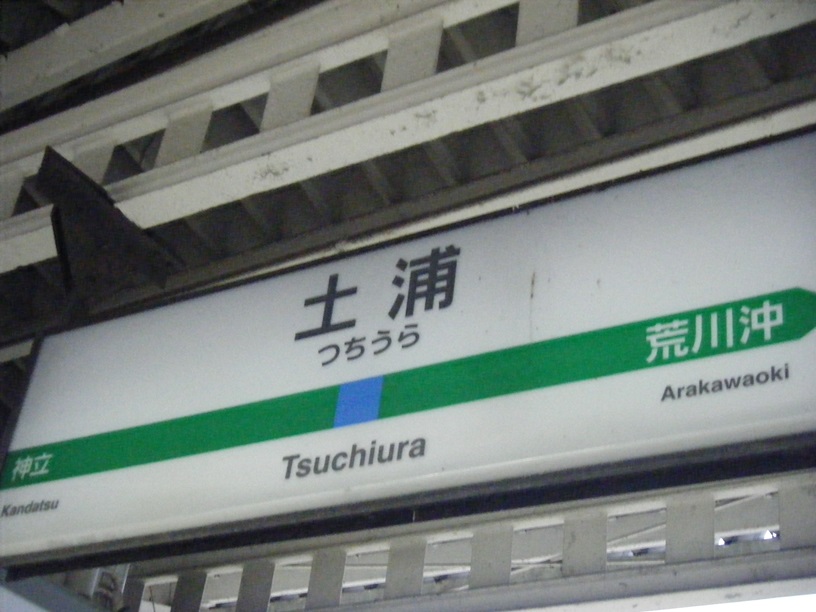 土浦
つちうら
荒川沖
神立
Arakawaoki
Tsuchiura
Kandatsu